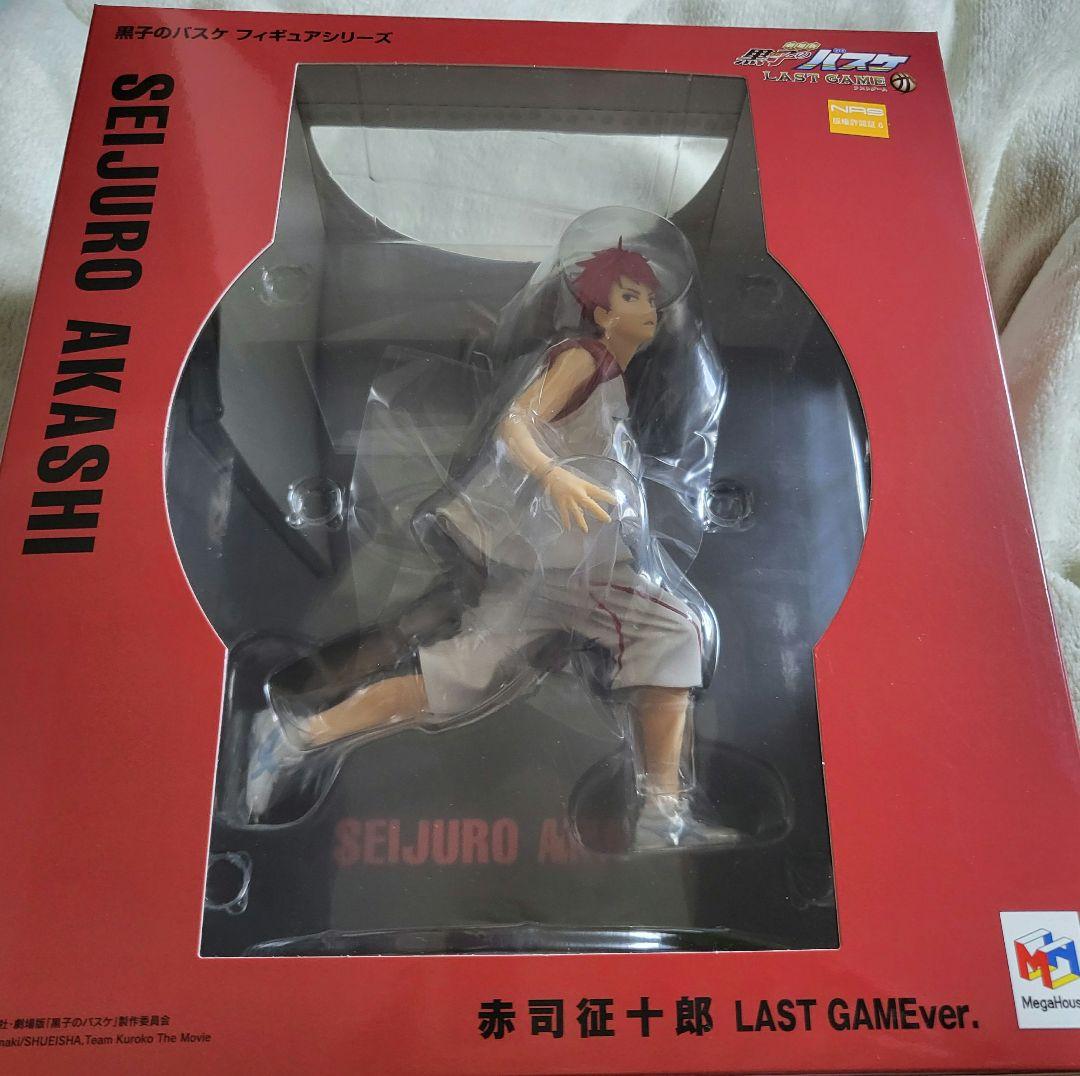 黒子のバスケ フィギュアシリーズ
劇場版
黒子のバスケ
LAST GAME
ラストゲーム
NAS
SEIJURO AKASHI
SEIJURO
赤司征十郎 LAST GAMEver.
MegaHous
社・劇場版「黒子のバスケ」製作委員会
maki/SHUEISHA,Team Kuroko The Movie